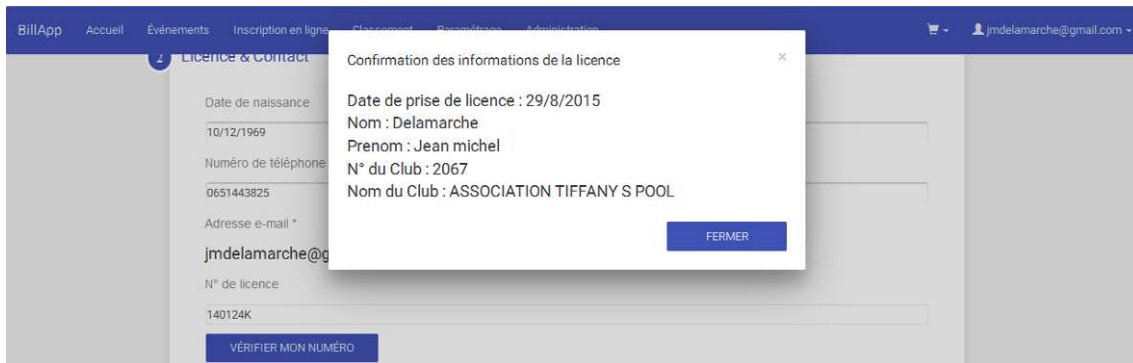 BillApp Accueil Événements Inscription en ligne Classement Paramétrage Administration jmdelamarche@gmail.com
2 Licence & Contact
Confirmation des informations de la licence ×
Date de prise de licence : 29/8/2015
Nom : Delamarche
Prenom : Jean michel
N° du Club : 2067
Nom du Club : ASSOCIATION TIFFANY S POOL
FERMER
Date de naissance
10/12/1969
Numéro de téléphone
0651443825
Adresse e-mail *
jmdelamarche@g
N° de licence
140124K
VÉRIFIER MON NUMÉRO